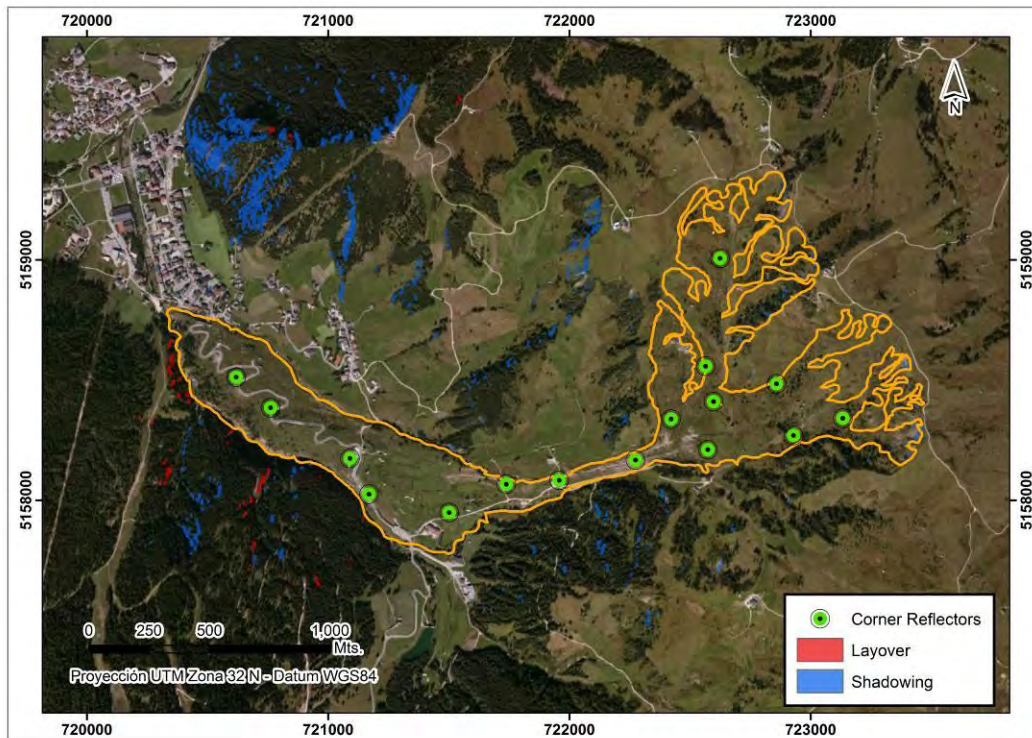 720000 721000 722000 723000
N
5159000 5159000
5158000 5158000
0 250 500 1,000
Mts.
Proyección UTM Zona 32 N - Datum WGS84
Corner Reflectors
Layover
Shadowing
720000 721000 722000 723000